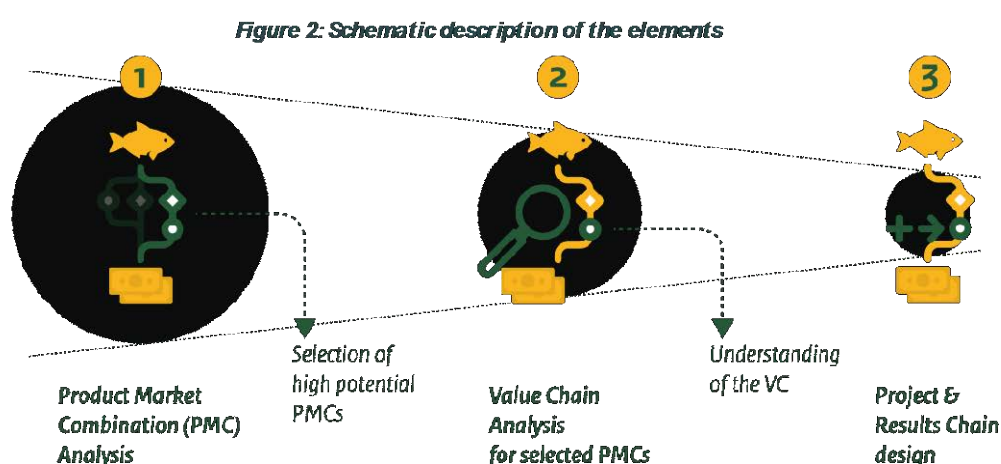 Figure 2: Schematic description of the elements
1
2
3
Selection of
high potential
PMCs
Understanding
of the VC
Product Market
Combination (PMC)
Analysis
Value Chain
Analysis
for selected PMCs
Project &
Results Chain
design